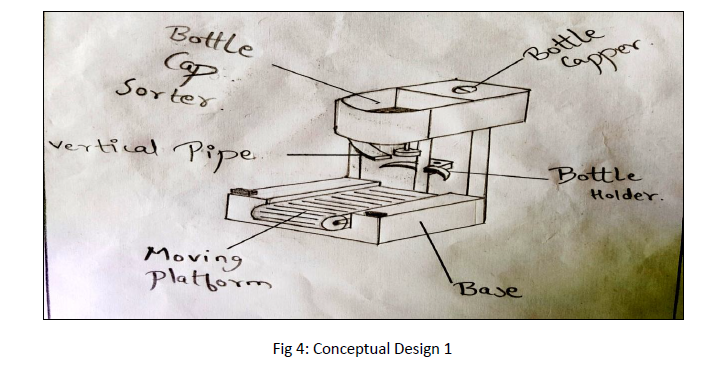 Bottle
Cap
Sorter
Bottle
Capper.
Vertical Pipe.
Bottle
Holder.
Moving
Platform
Base
Fig 4: Conceptual Design 1